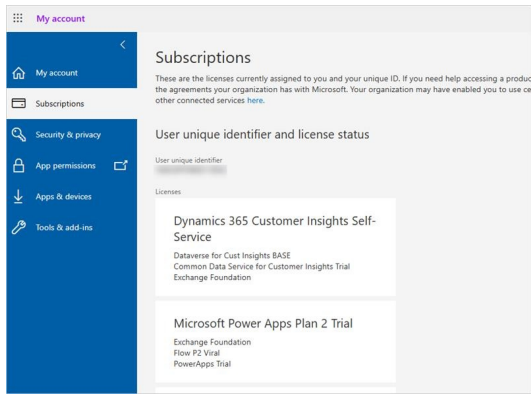 My account
My account
Subscriptions
Security & privacy
App permissions
Apps & devices
Tools & add-ins
Subscriptions
These are the licenses currently assigned to you and your unique ID. If you need help accessing a produc
the agreements your organization has with Microsoft. Your organization may have enabled you to use ce
other connected services here.
User unique identifier and license status
User unique identifier
Licenses
Dynamics 365 Customer Insights Self-
Service
Dataverse for Cust Insights BASE
Common Data Service for Customer Insights Trial
Exchange Foundation
Microsoft Power Apps Plan 2 Trial
Exchange Foundation
Flow P2 Viral
PowerApps Trial